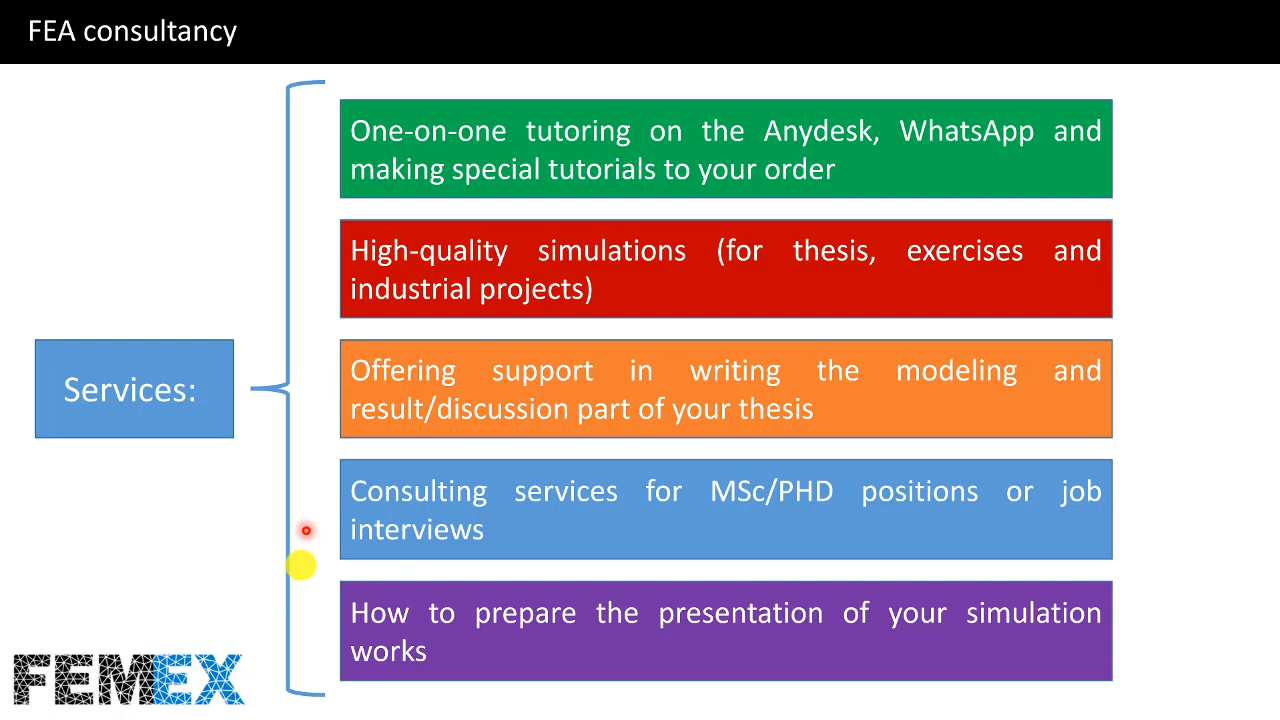 FEA consultancy
One-on-one tutoring on the Anydesk, WhatsApp and
making special tutorials to your order
High-quality simulations (for thesis, exercises and
industrial projects)
Services:
Offering support in writing the modeling and
result/discussion part of your thesis
Consulting services for MSc/PHD positions or job
interviews
How to prepare the presentation of your simulation
works
FEMEX